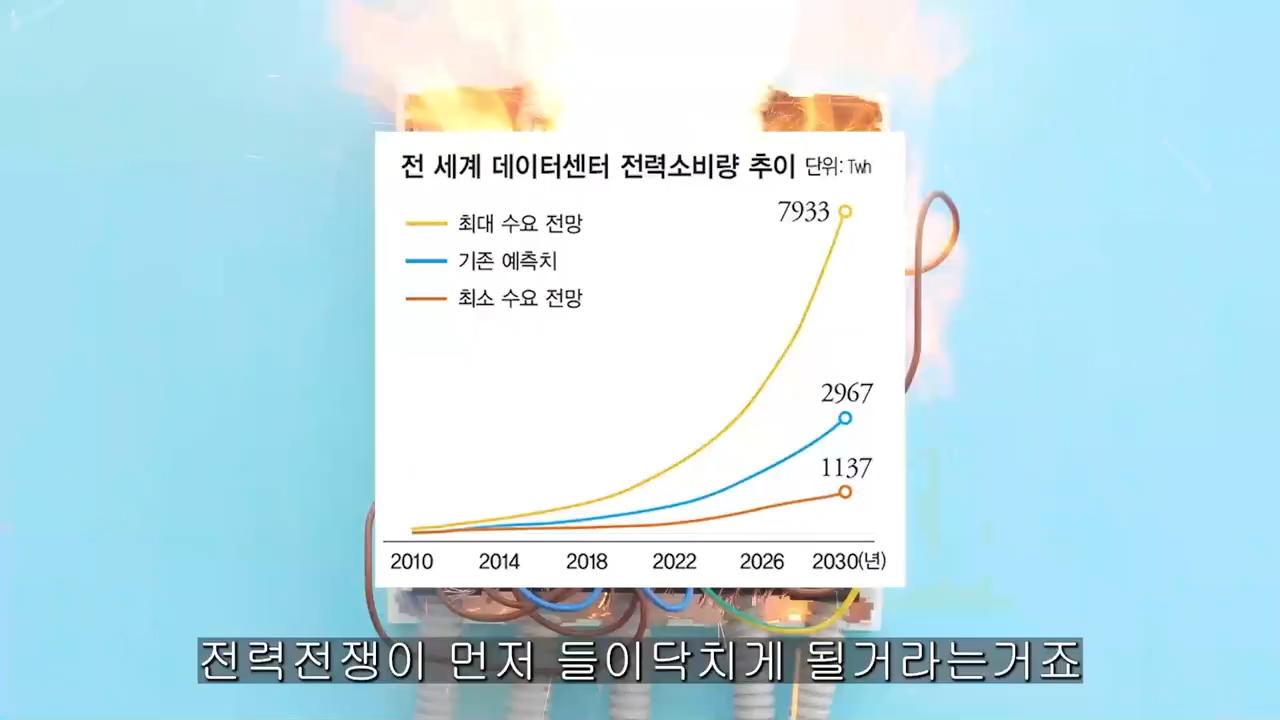 전 세계 데이터센터 전력소비량 추이 단위: Twh
최대 수요 전망
기존 예측치
최소 수요 전망
7933
2967
1137
2010 2014 2018 2022 2026 2030(년)
전력전쟁이 먼저 들이닥치게 될거라는거죠